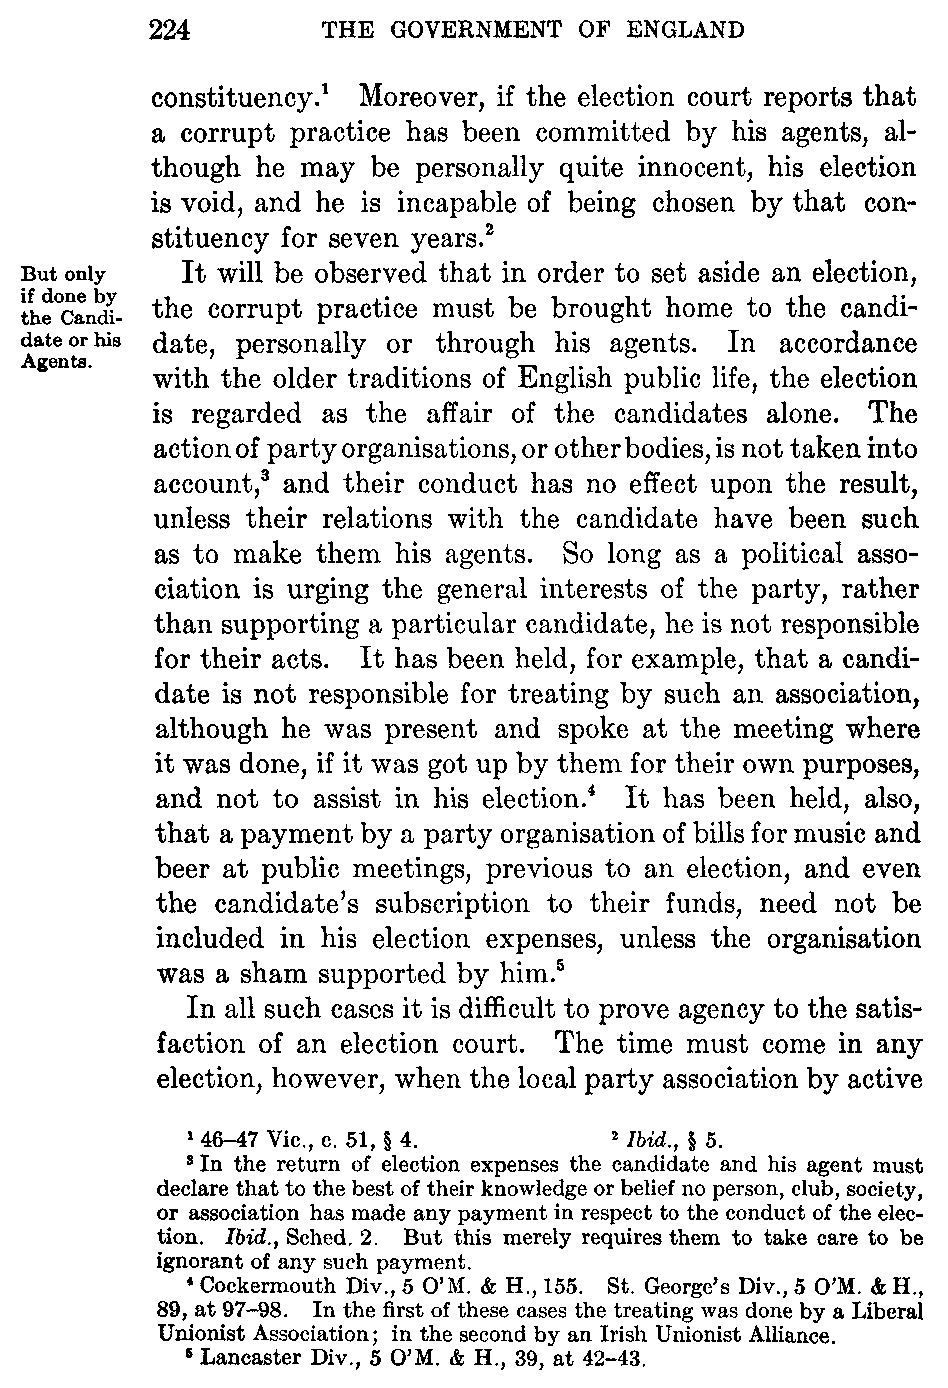 224 THE GOVERNMENT OF ENGLAND
constituency.¹ Moreover, if the election court reports that
a corrupt practice has been committed by his agents, al-
though he may be personally quite innocent, his election
is void, and he is incapable of being chosen by that con-
stituency for seven years.²
But only
if done by
the Candi-
date or his
Agents.
It will be observed that in order to set aside an election,
the corrupt practice must be brought home to the candi-
date, personally or through his agents. In accordance
with the older traditions of English public life, the election
is regarded as the affair of the candidates alone. The
action of party organisations, or other bodies, is not taken into
account,³ and their conduct has no effect upon the result,
unless their relations with the candidate have been such
as to make them his agents. So long as a political asso-
ciation is urging the general interests of the party, rather
than supporting a particular candidate, he is not responsible
for their acts. It has been held, for example, that a candi-
date is not responsible for treating by such an association,
although he was present and spoke at the meeting where
it was done, if it was got up by them for their own purposes,
and not to assist in his election.⁴ It has been held, also,
that a payment by a party organisation of bills for music and
beer at public meetings, previous to an election, and even
the candidate's subscription to their funds, need not be
included in his election expenses, unless the organisation
was a sham supported by him.⁵
In all such cases it is difficult to prove agency to the satis-
faction of an election court. The time must come in any
election, however, when the local party association by active
¹ 46–47 Vic., c. 51, § 4. ² Ibid., § 5.
³ In the return of election expenses the candidate and his agent must
declare that to the best of their knowledge or belief no person, club, society,
or association has made any payment in respect to the conduct of the elec-
tion. Ibid., Sched. 2. But this merely requires them to take care to be
ignorant of any such payment.
⁴ Cockermouth Div., 5 O'M. & H., 155. St. George's Div., 5 O'M. & H.,
89, at 97–98. In the first of these cases the treating was done by a Liberal
Unionist Association; in the second by an Irish Unionist Alliance.
⁵ Lancaster Div., 5 O'M. & H., 39, at 42–43.